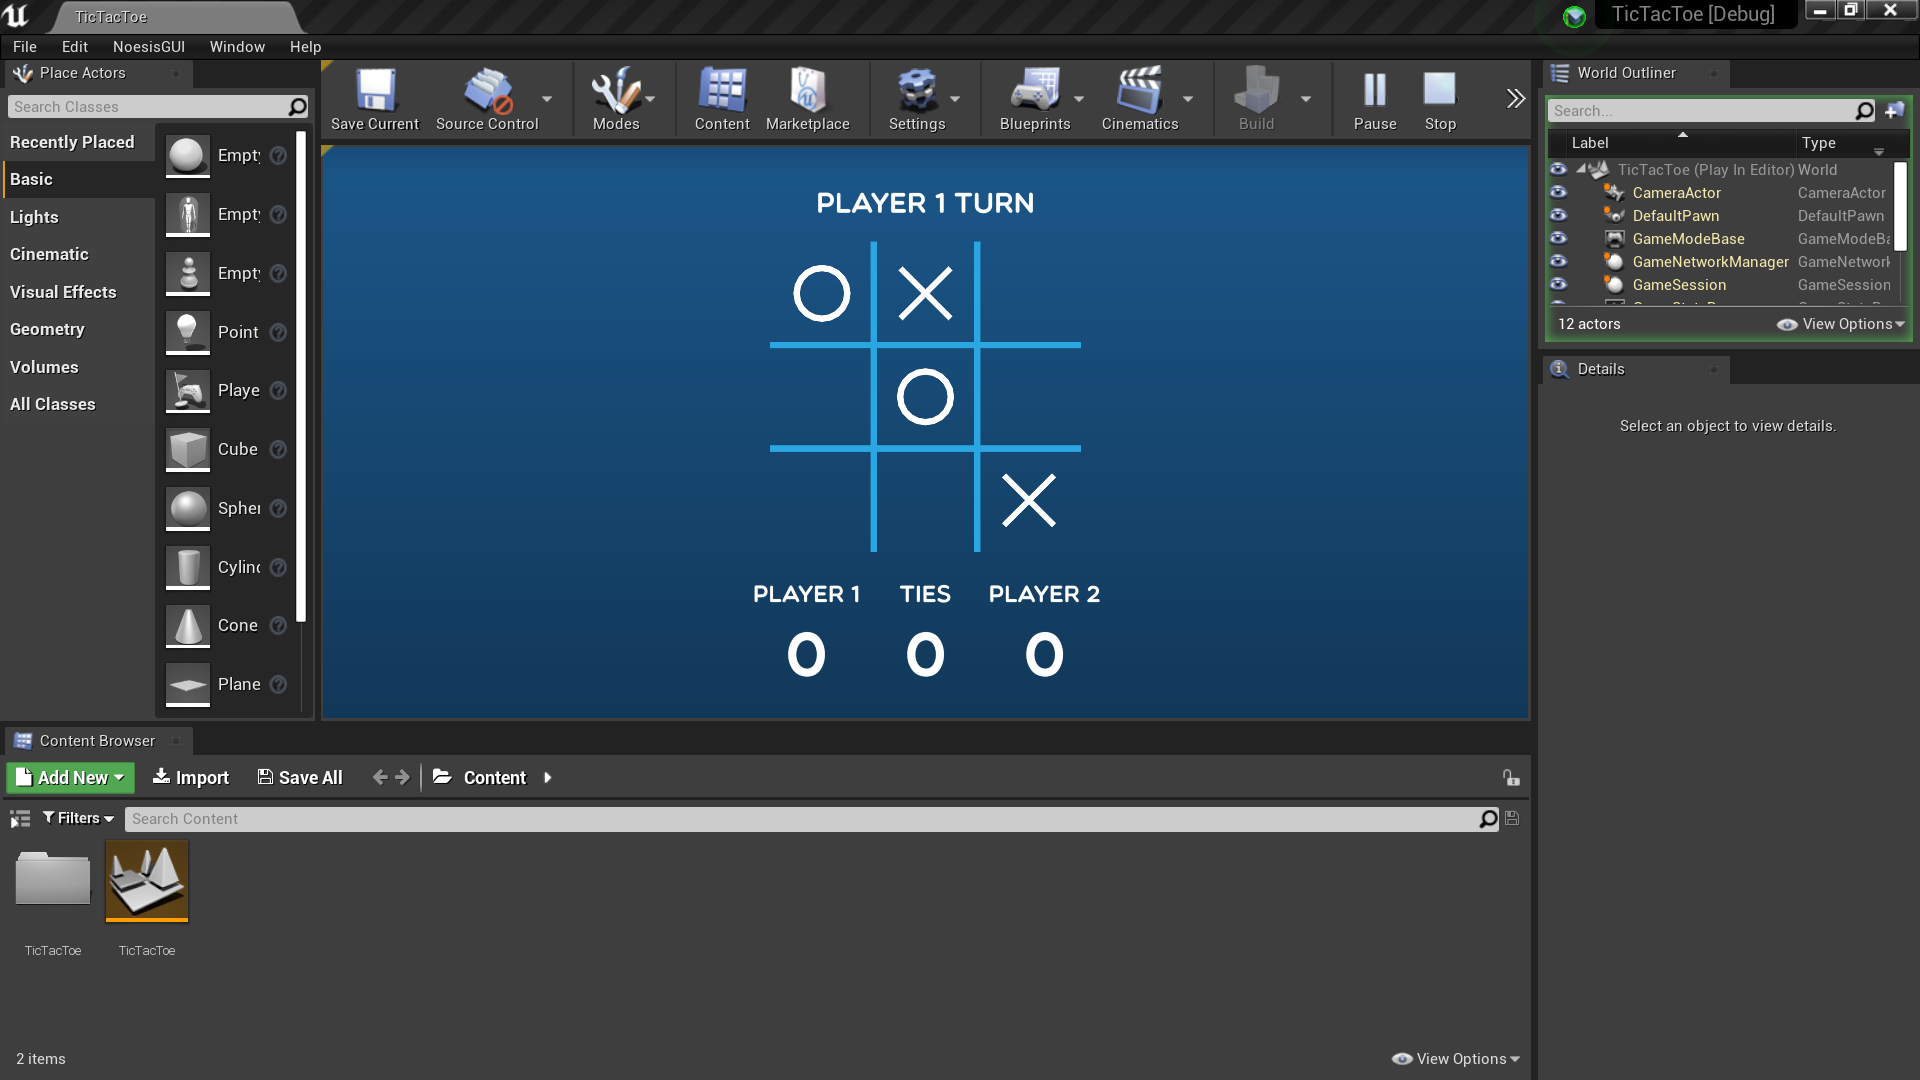 TicTacToe
TicTacToe [Debug]
File Edit NoesisGUI Window Help
Place Actors
Search Classes
Recently Placed
Basic
Lights
Cinematic
Visual Effects
Geometry
Volumes
All Classes
Empty
Empty
Empty
Point
Playe
Cube
Spher
Cylind
Cone
Plane
Save Current
Source Control
Modes
Content
Marketplace
Settings
Blueprints
Cinematics
Build
Pause
Stop
PLAYER 1 TURN
PLAYER 1 TIES PLAYER 2
0 0 0
World Outliner
Search...
Label Type
TicTacToe (Play In Editor) World
CameraActor CameraActor
DefaultPawn DefaultPawn
GameModeBase GameModeBa
GameNetworkManager GameNetwork
GameSession GameSession
12 actors View Options
Details
Select an object to view details.
Content Browser
Add New Import Save All Content
Filters Search Content
TicTacToe TicTacToe
2 items View Options